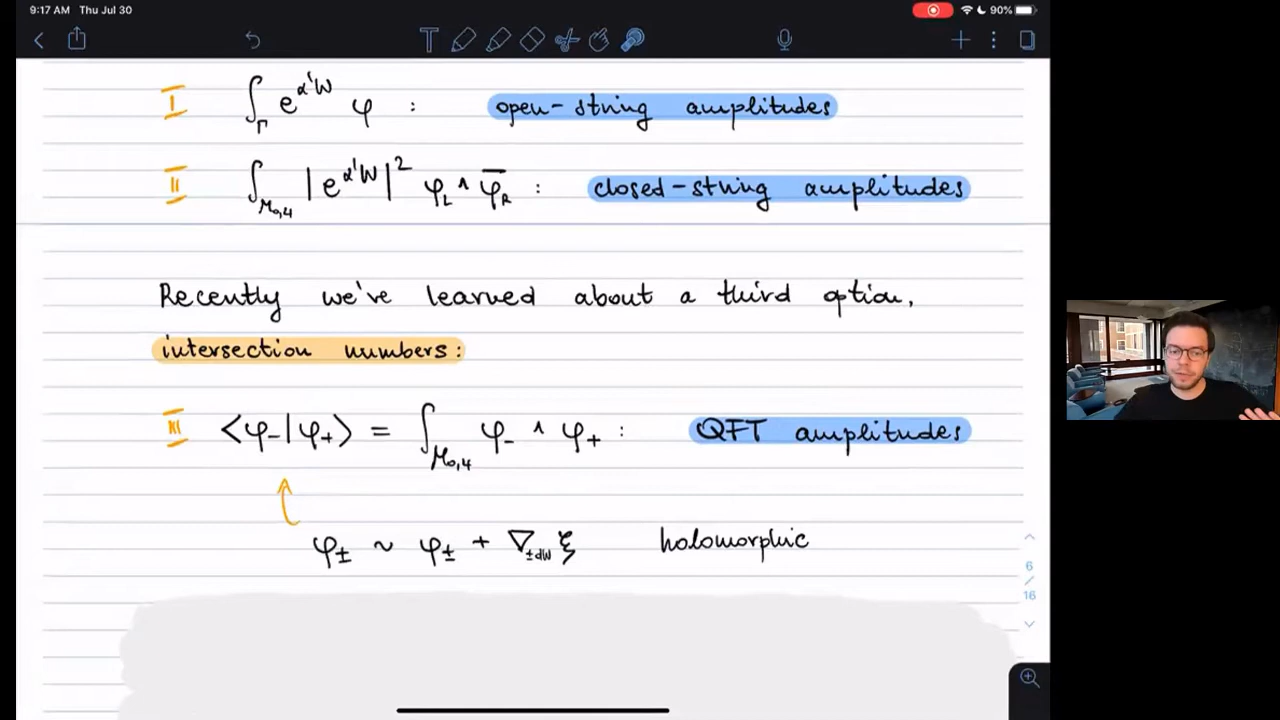 9:17 AM Thu Jul 30
90%
I ∫_Γ e^{α'W} φ : open-string amplitudes
II ∫_{M_{0,4}} |e^{α'W}|² φ_L ∧ \overline{φ_R} : closed-string amplitudes
Recently we've learned about a third option,
intersection numbers:
III <φ_-|φ_+> = ∫_{M_{0,4}} φ_- ∧ φ_+ : QFT amplitudes
φ_± ~ φ_± + ∇_{±dW} ξ holomorphic
6
/
16